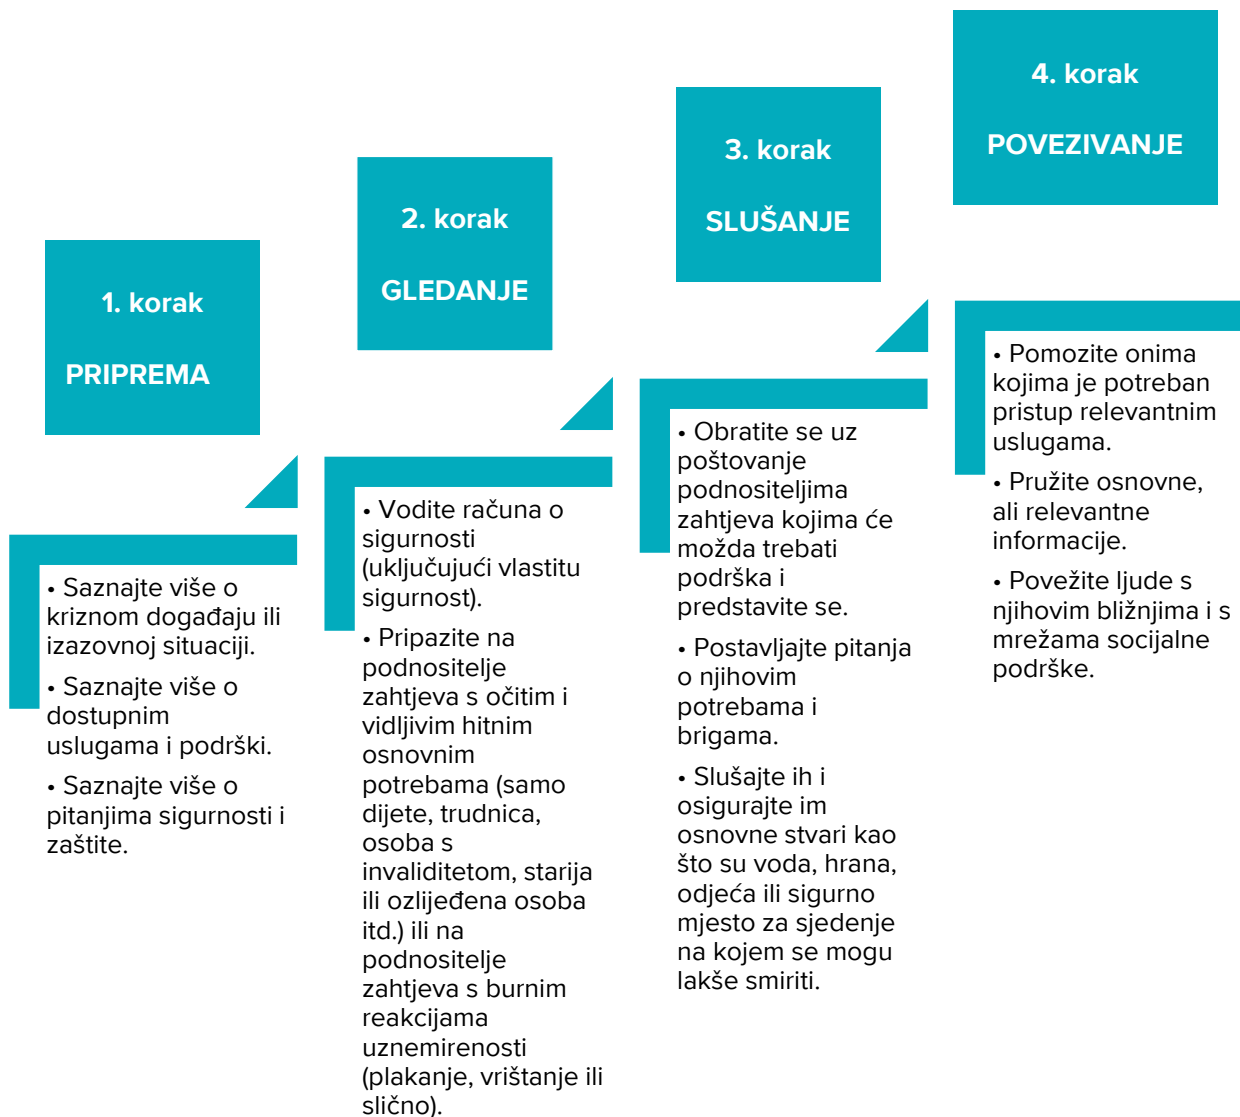 1. korak
PRIPREMA
• Saznajte više o
kriznom događaju ili
izazovnoj situaciji.
• Saznajte više o
dostupnim
uslugama i podrški.
• Saznajte više o
pitanjima sigurnosti i
zaštite.
2. korak
GLEDANJE
• Vodite računa o
sigurnosti
(uključujući vlastitu
sigurnost).
• Pripazite na
podnositelje
zahtjeva s očitim i
vidljivim hitnim
osnovnim
potrebama (samo
dijete, trudnica,
osoba s
invaliditetom, starija
ili ozlijeđena osoba
itd.) ili na
podnositelje
zahtjeva s burnim
reakcijama
uznemirenosti
(plakanje, vrištanje ili
slično).
3. korak
SLUŠANJE
• Obratite se uz
poštovanje
podnositeljima
zahtjeva kojima će
možda trebati
podrška i
predstavite se.
• Postavljajte pitanja
o njihovim
potrebama i
brigama.
• Slušajte ih i
osigurajte im
osnovne stvari kao
što su voda, hrana,
odjeća ili sigurno
mjesto za sjedenje
na kojem se mogu
lakše smiriti.
4. korak
POVEZIVANJE
• Pomozite onima
kojima je potreban
pristup relevantnim
uslugama.
• Pružite osnovne,
ali relevantne
informacije.
• Povežite ljude s
njihovim bližnjima i s
mrežama socijalne
podrške.